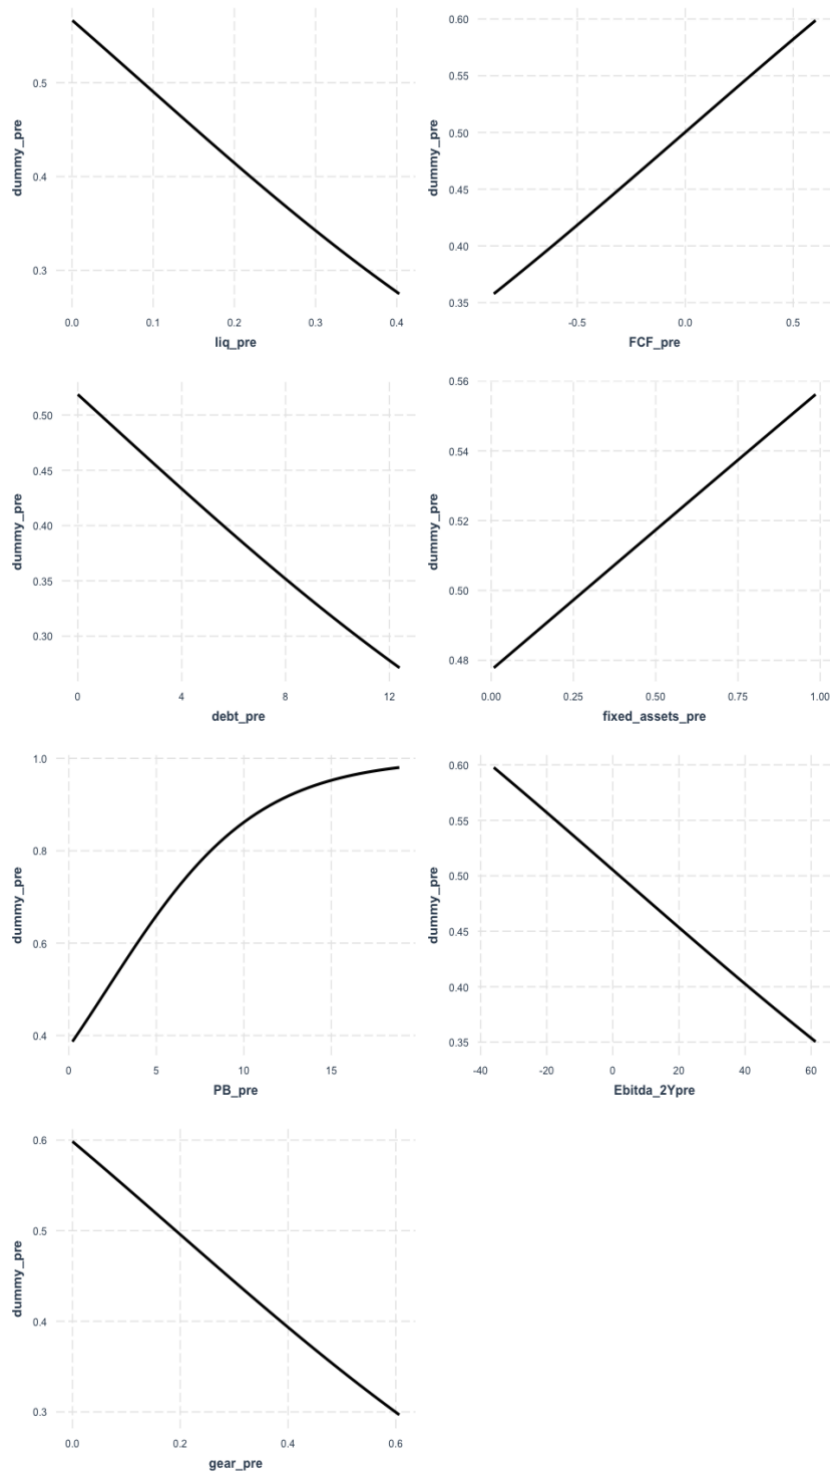 0.5
0.4
0.3
dummy_pre
0.0 0.1 0.2 0.3 0.4
liq_pre
0.60
0.55
0.50
0.45
0.40
0.35
dummy_pre
-0.5 0.0 0.5
FCF_pre
0.50
0.45
0.40
0.35
0.30
dummy_pre
0 4 8 12
debt_pre
0.56
0.54
0.52
0.50
0.48
dummy_pre
0.00 0.25 0.50 0.75 1.00
fixed_assets_pre
1.0
0.8
0.6
0.4
dummy_pre
0 5 10 15
PB_pre
0.60
0.55
0.50
0.45
0.40
0.35
dummy_pre
-40 -20 0 20 40 60
Ebitda_2Ypre
0.6
0.5
0.4
0.3
dummy_pre
0.0 0.2 0.4 0.6
gear_pre